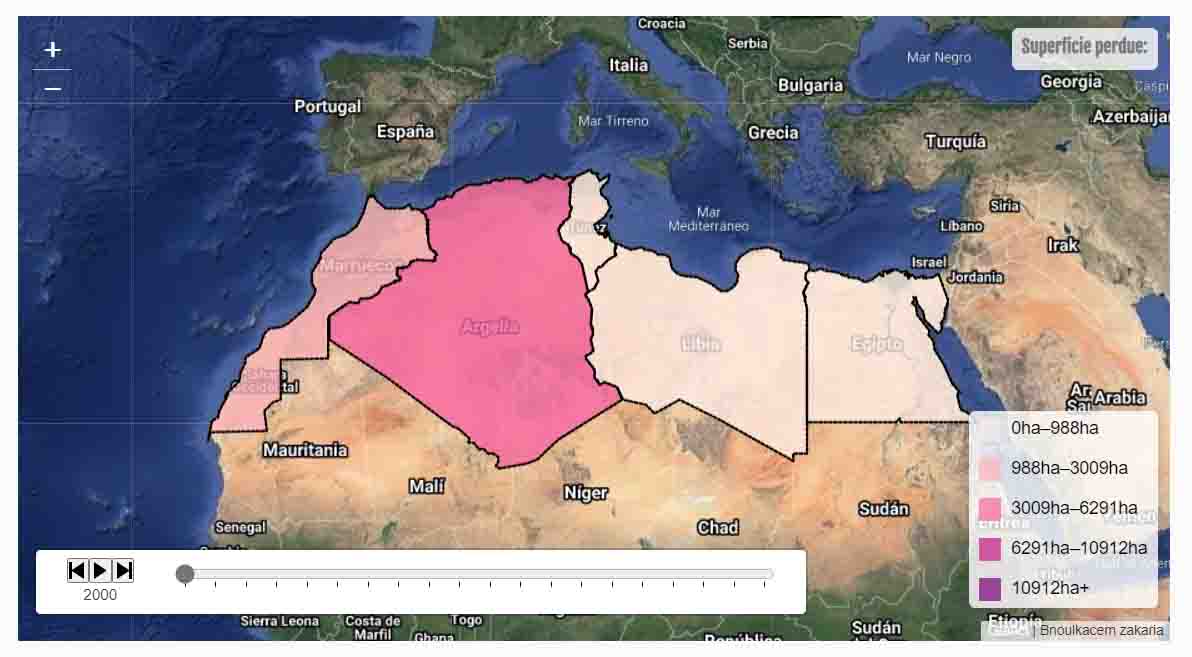 +
Croacia
Serbia
Superficie perdue:
Mar Negro
−
Italia
Bulgaria
Georgia
Portugal
España
Mar Tirreno
Grecia
Turquía
Azerbaija
Siria
Mar
Mediterráneo
Líbano
Irak
Marruecos
Israel
Jordania
Argelia
Libia
Egipto
Occidental
Arabia
0ha–988ha
Mauritania
988ha–3009ha
Malí
Níger
3009ha–6291ha
Senegal
Chad
Sudán
Eritrea
6291ha–10912ha
2000
10912ha+
Sierra Leona
Costa de
Marfil
Togo
Ghana
República
Sudán
Etiopía
| Bnoulkacem zakaria